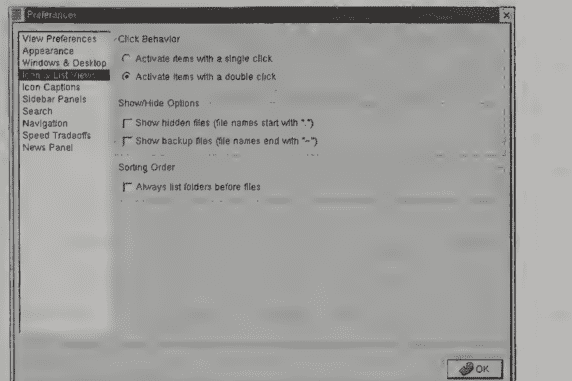 Preferences
View Preferences
Appearance
Windows & Desktop
Icon & List Views
Icon Captions
Sidebar Panels
Search
Navigation
Speed Tradeoffs
News Panel
Click Behavior
Activate items with a single click
Activate items with a double click
Show/Hide Options
Show hidden files (file names start with ".")
Show backup files (file names end with "~")
Sorting Order
Always list folders before files
OK